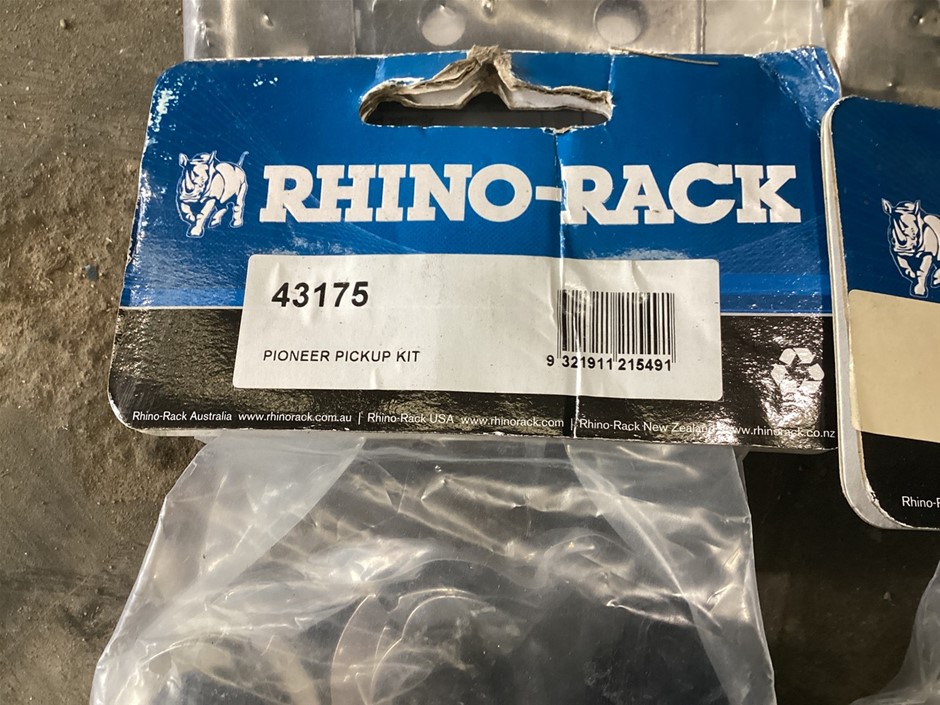 RHINO-RACK
43175
PIONEER PICKUP KIT
9 321911 215491
Rhino-Rack Australia www.rhinorack.com.au | Rhino-Rack USA www.rhinorack.com | Rhino-Rack New Zealand www.rhinorack.co.nz